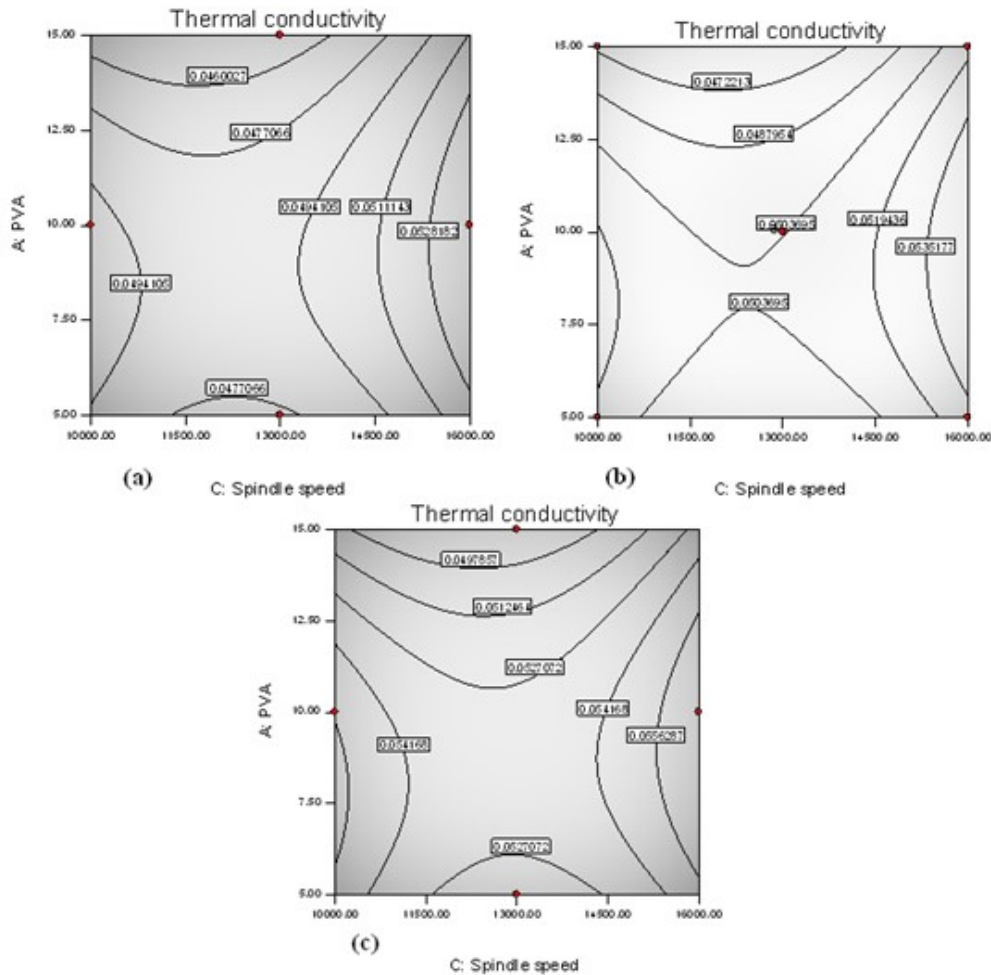 Thermal conductivity
15.00
12.50
10.00
7.50
5.00
A: PVA
0.0460027
0.0477066
0.0494105
0.0511143
0.0528182
0.0494105
0.0477066
10000.00 11500.00 13000.00 14500.00 16000.00
(a)
C: Spindle speed
Thermal conductivity
15.00
12.50
10.00
7.50
5.00
A: PVA
0.0472213
0.0487954
0.0503695
0.0519436
0.0535177
0.0503695
10000.00 11500.00 13000.00 14500.00 16000.00
(b)
C: Spindle speed
Thermal conductivity
15.00
12.50
10.00
7.50
5.00
A: PVA
0.0497857
0.0512464
0.0527072
0.054168
0.0556287
0.054168
0.0527072
10000.00 11500.00 13000.00 14500.00 16000.00
(c)
C: Spindle speed